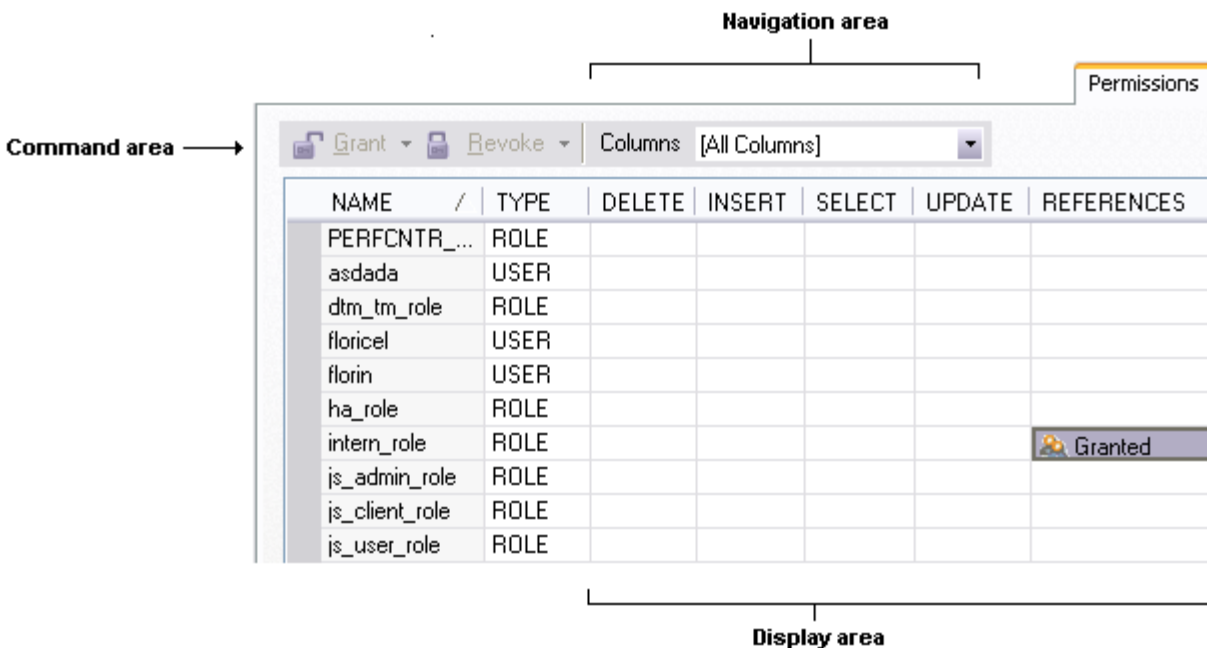 Navigation area
Permissions
Command area
Grant Revoke Columns [All Columns]
NAME / TYPE DELETE INSERT SELECT UPDATE REFERENCES
PERFCNTR_... ROLE
asdada USER
dtm_tm_role ROLE
floricel USER
florin USER
ha_role ROLE
intern_role ROLE Granted
js_admin_role ROLE
js_client_role ROLE
js_user_role ROLE
Display area